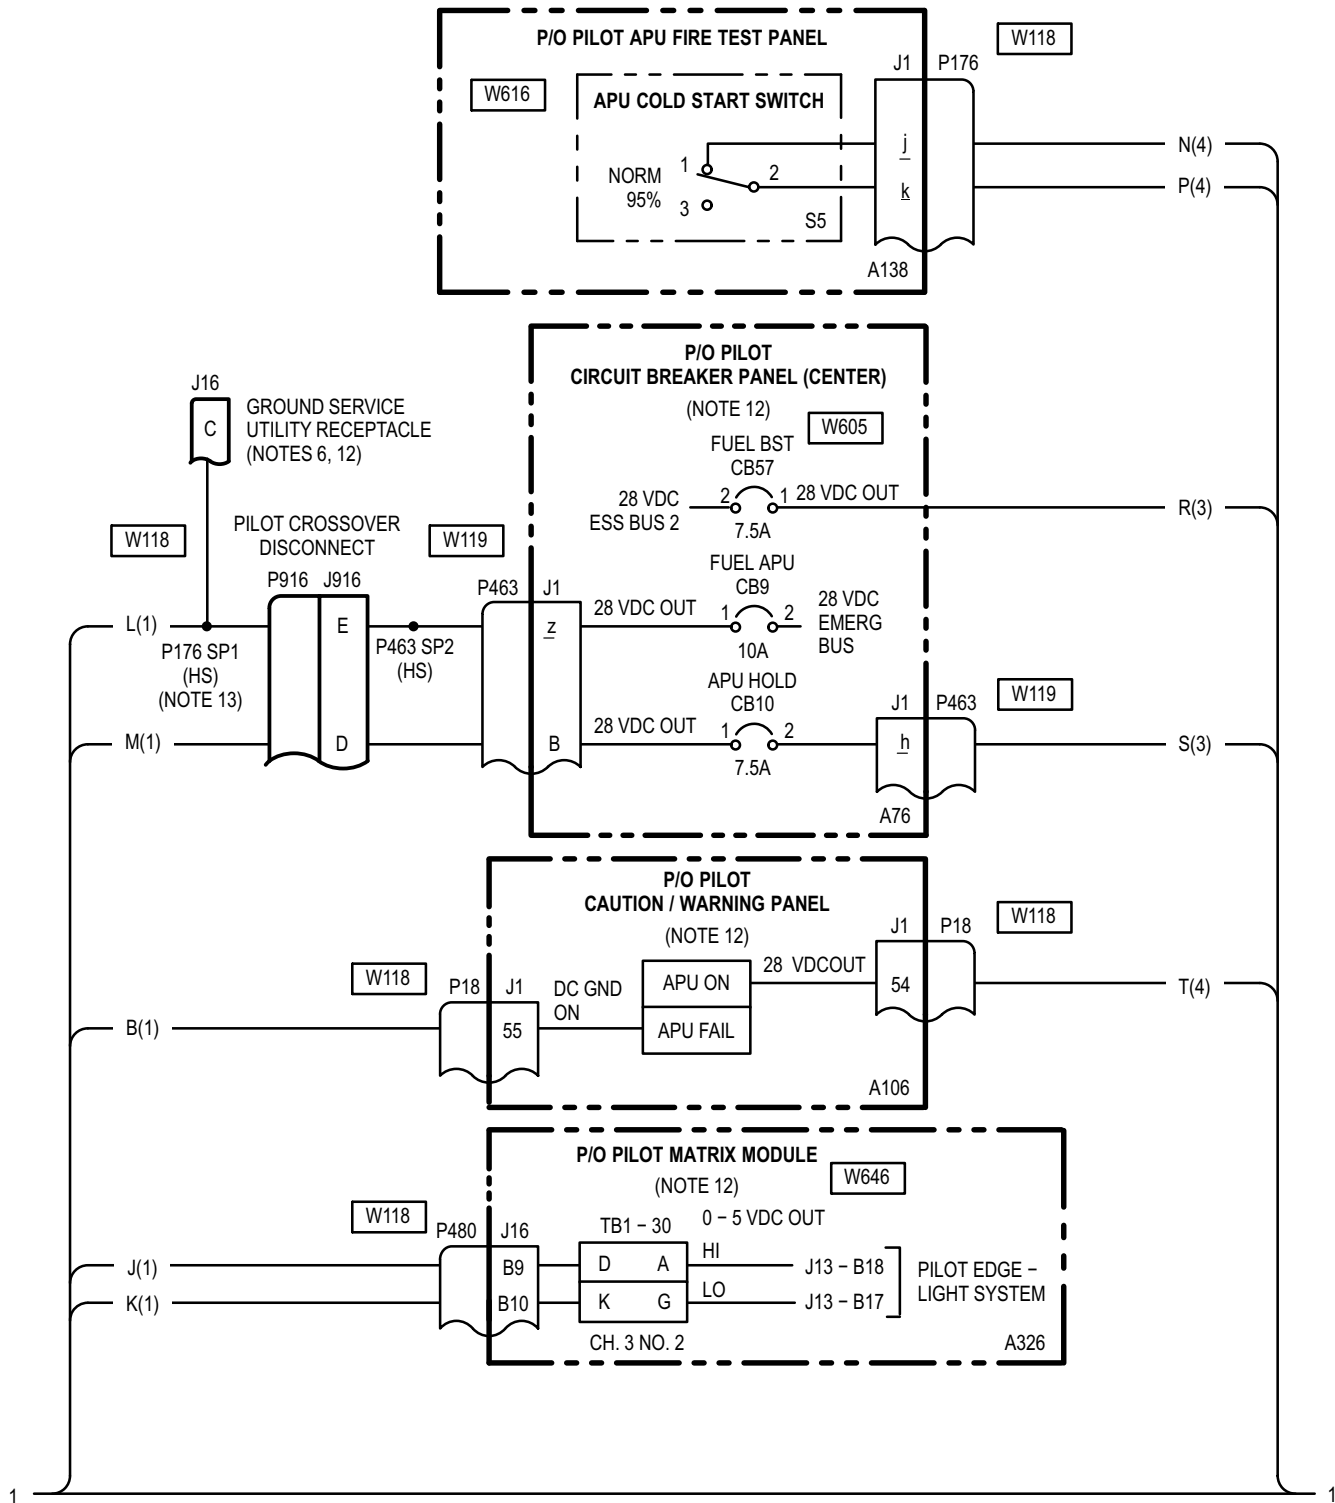 P/O PILOT APU FIRE TEST PANEL
W118
W616
J1 P176
APU COLD START SWITCH
j
N(4)
NORM
95%
1
2
3
k
P(4)
S5
A138
P/O PILOT
CIRCUIT BREAKER PANEL (CENTER)
(NOTE 12)
W605
J16
C
GROUND SERVICE
UTILITY RECEPTACLE
(NOTES 6, 12)
FUEL BST
CB57
28 VDC
ESS BUS 2
2 1 28 VDC OUT
7.5A
R(3)
W118
PILOT CROSSOVER
DISCONNECT
W119
P916 J916
P463 J1
FUEL APU
CB9
L(1)
E
z
28 VDC OUT
1 2
10A
28 VDC
EMERG
BUS
P176 SP1
(HS)
(NOTE 13)
P463 SP2
(HS)
APU HOLD
CB10
J1 P463
W119
M(1)
D
B
28 VDC OUT
1 2
7.5A
h
S(3)
A76
P/O PILOT
CAUTION / WARNING PANEL
(NOTE 12)
J1 P18
W118
W118
P18 J1
DC GND
ON
APU ON
28 VDCOUT
54
T(4)
B(1)
55
APU FAIL
A106
P/O PILOT MATRIX MODULE
(NOTE 12)
W646
W118
P480 J16
TB1 − 30
0 − 5 VDC OUT
J(1)
B9
D A
HI
J13 − B18
K(1)
B10
K G
LO
J13 − B17
PILOT EDGE −
LIGHT SYSTEM
CH. 3 NO. 2
A326
1
1